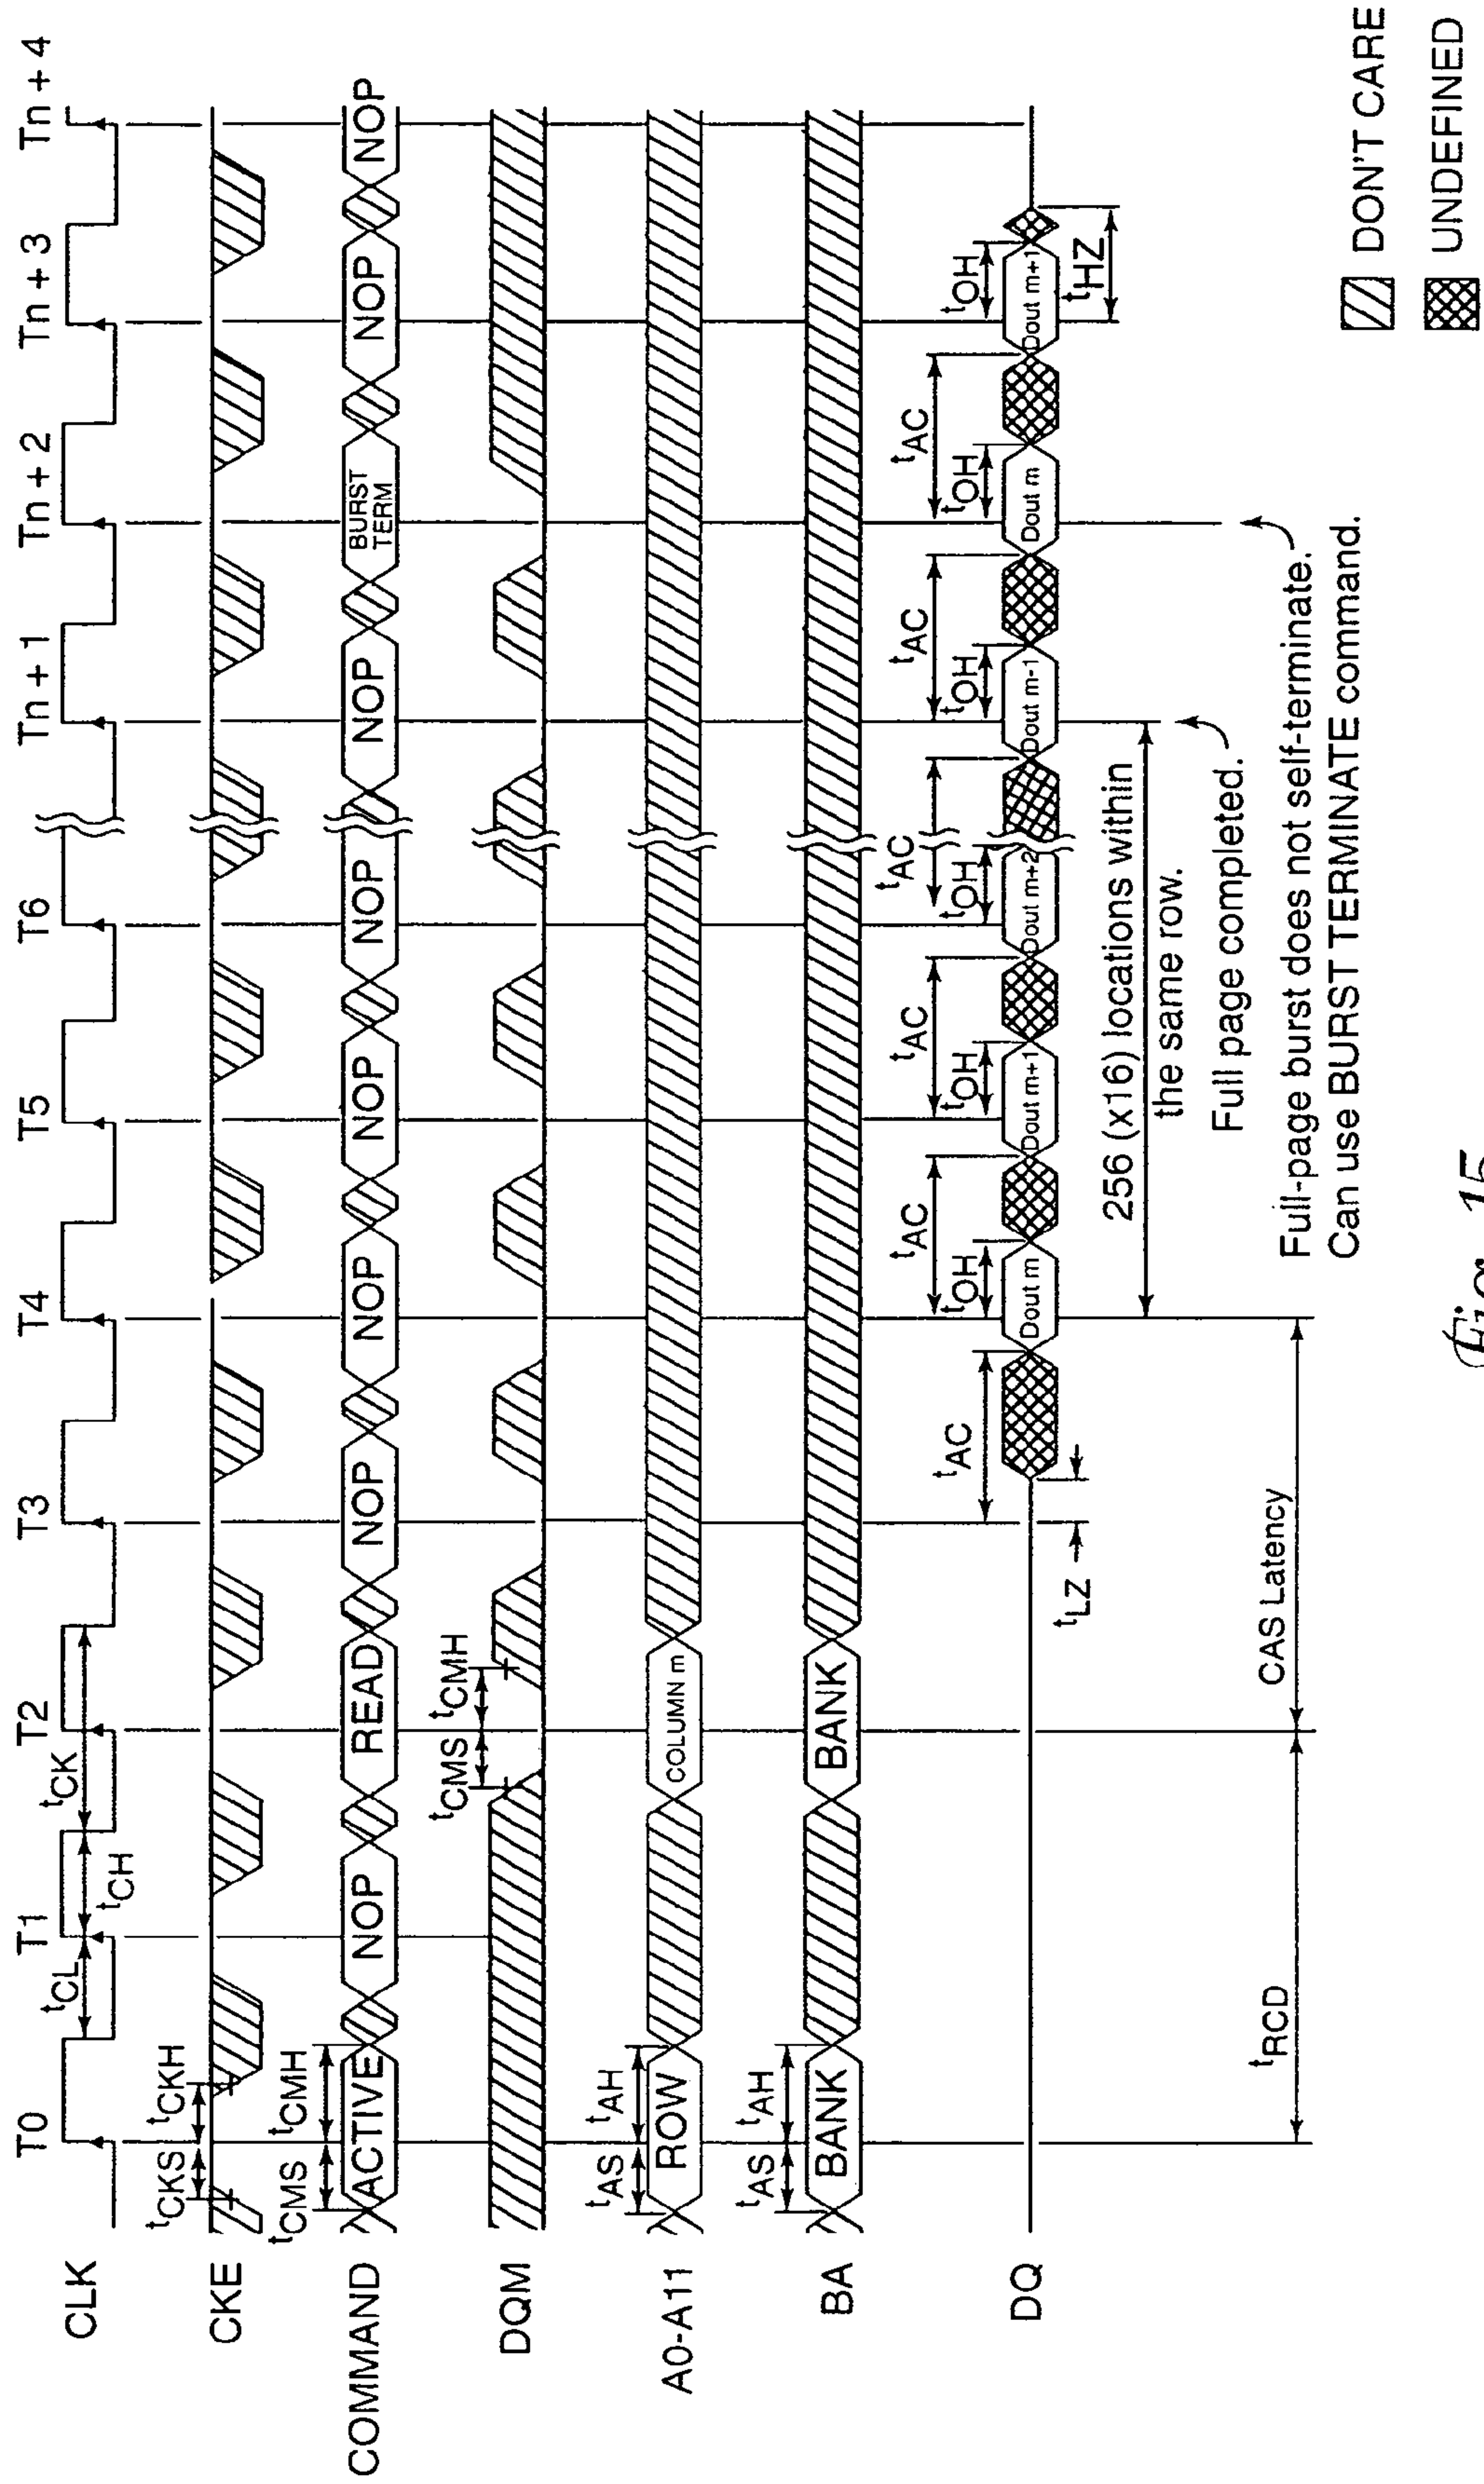 T0 T1 T2 T3 T4 T5 T6 Tn + 1 Tn + 2 Tn + 3 Tn + 4
CLK
tCL tCH tCK
CKE
tCKS tCKH
COMMAND
tCMS tCMH
ACTIVE NOP READ NOP NOP NOP NOP NOP BURST TERM NOP NOP
DQM
tCMS tCMH
A0-A11
tAS tAH
ROW COLUMN m
BA
tAS tAH
BANK BANK
DQ
tAC tAC tAC tAC tAC tAC
tOH tOH tOH tOH tOH tOH
Dout m Dout m+1 Dout m+2 Dout m-1 Dout m Dout m+1
tLZ
tHZ
256 (x16) locations within
the same row.
Full page completed.
tRCD CAS Latency
Full-page burst does not self-terminate.
Can use BURST TERMINATE command.
DON'T CARE
UNDEFINED
Fig. 15